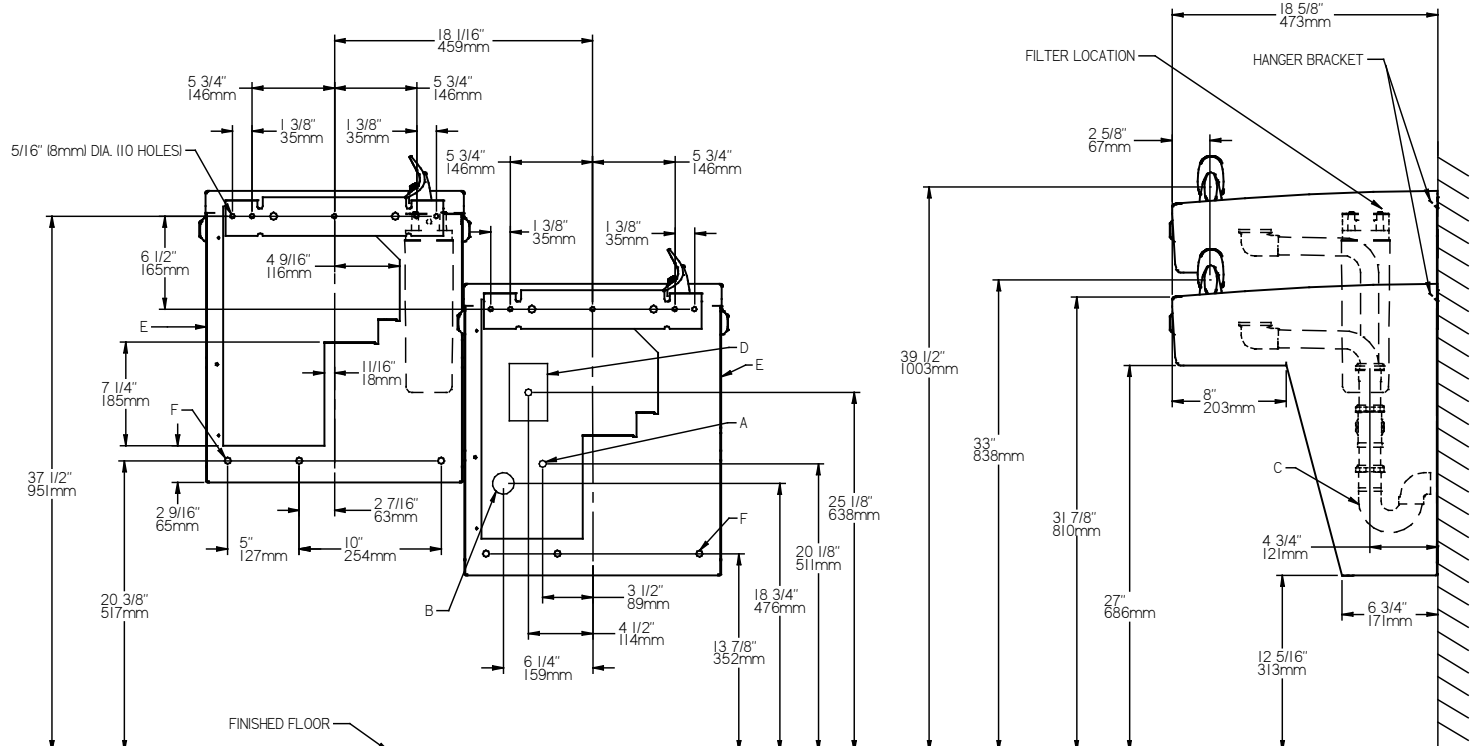 18 1/16"
459mm
5 3/4"
146mm
5 3/4"
146mm
1 3/8"
35mm
1 3/8"
35mm
5/16" (8mm) DIA. (10 HOLES)
5 3/4"
146mm
5 3/4"
146mm
1 3/8"
35mm
1 3/8"
35mm
6 1/2"
165mm
4 9/16"
116mm
E
11/16"
18mm
7 1/4"
185mm
F
D
E
A
37 1/2"
951mm
2 9/16"
65mm
2 7/16"
63mm
5"
127mm
10"
254mm
20 3/8"
517mm
B
F
25 1/8"
638mm
20 1/8"
511mm
18 3/4"
476mm
3 1/2"
89mm
4 1/2"
114mm
13 7/8"
352mm
6 1/4"
159mm
FINISHED FLOOR
18 5/8"
473mm
FILTER LOCATION
HANGER BRACKET
2 5/8"
67mm
39 1/2"
1003mm
8"
203mm
33"
838mm
C
31 7/8"
810mm
4 3/4"
121mm
27"
686mm
6 3/4"
171mm
12 5/16"
313mm